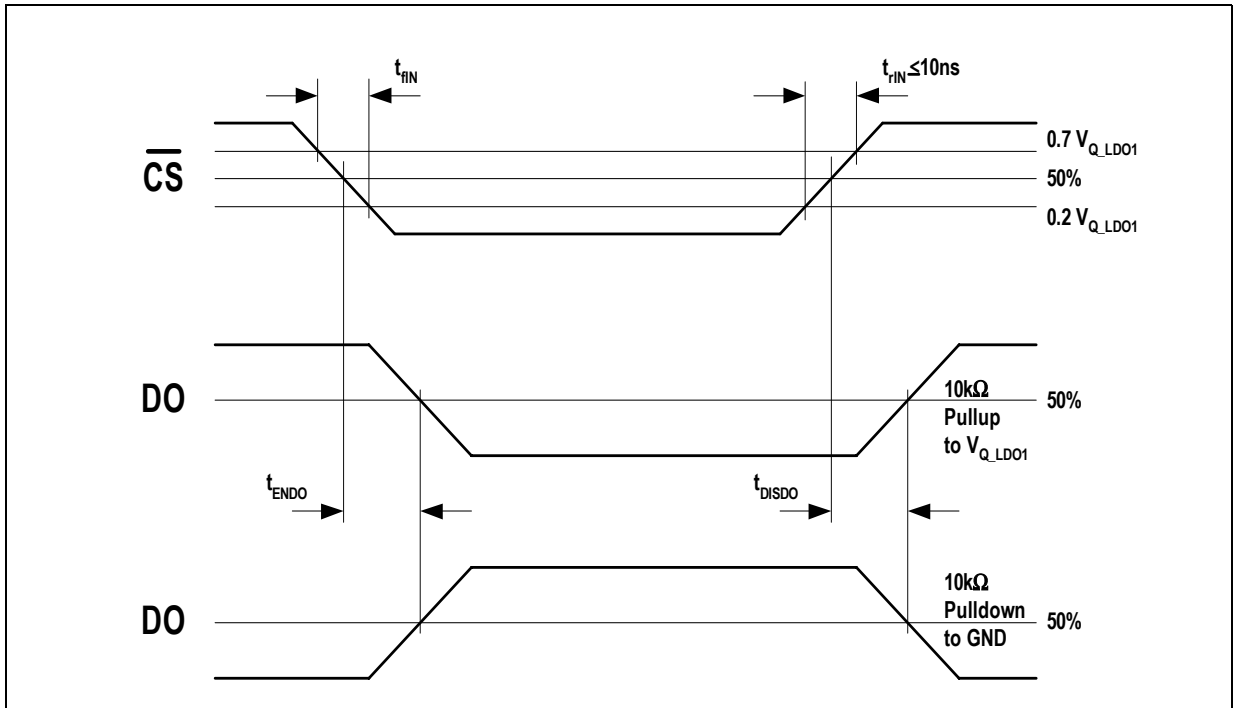 t_fIN
t_rIN≤10ns
C̅S̅
0.7 V_Q_LDO1
50%
0.2 V_Q_LDO1
DO
10kΩ
Pullup
to V_Q_LDO1
50%
t_ENDO
t_DISDO
DO
10kΩ
Pulldown
to GND
50%